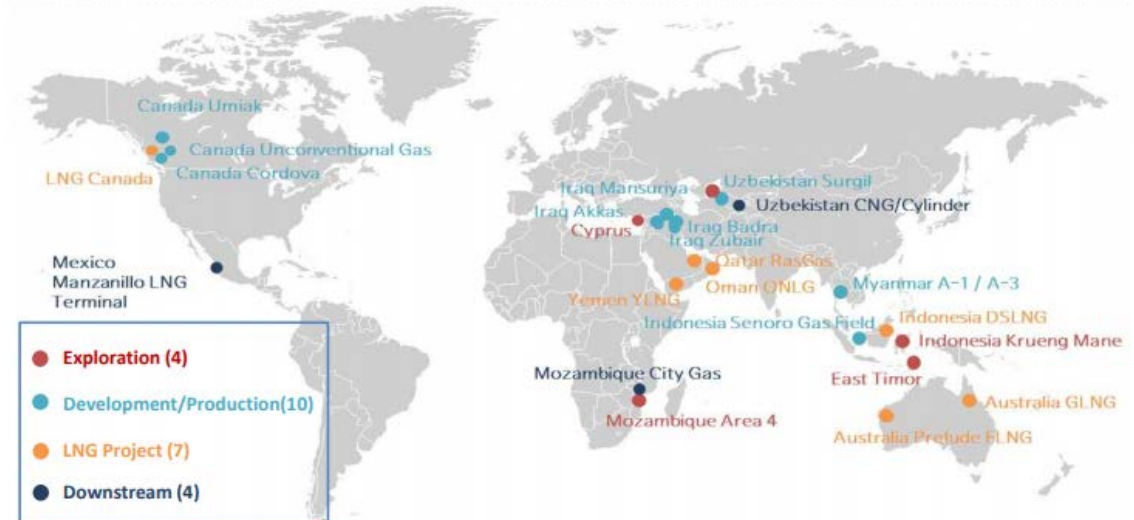 Canada Umiak
Canada Unconventional Gas
Canada Cordova
LNG Canada
Mexico
Manzanillo LNG
Terminal
Iraq Mansuriya
Uzbekistan Surgil
Uzbekistan CNG/Cylinder
Iraq Akkas
Cyprus
Iraq Badra
Iraq Zubair
Qatar RasGas
Oman ONLG
Yemen YLNG
Myanmar A-1 / A-3
Indonesia Senoro Gas Field
Indonesia DSLNG
Indonesia Krueng Mane
East Timor
Mozambique City Gas
Mozambique Area 4
Australia GLNG
Australia Prelude FLNG
Exploration (4)
Development/Production(10)
LNG Project (7)
Downstream (4)